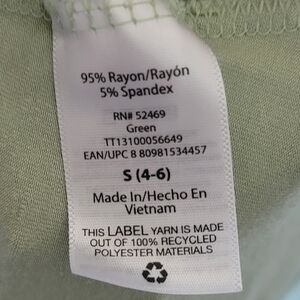 95% Rayon/Rayón
5% Spandex
RN# 52469
Green
TT13100056649
EAN/UPC 8 80981534457
S (4-6)
Made In/Hecho En
Vietnam
THIS LABEL YARN IS MADE
OUT OF 100% RECYCLED
POLYESTER MATERIALS